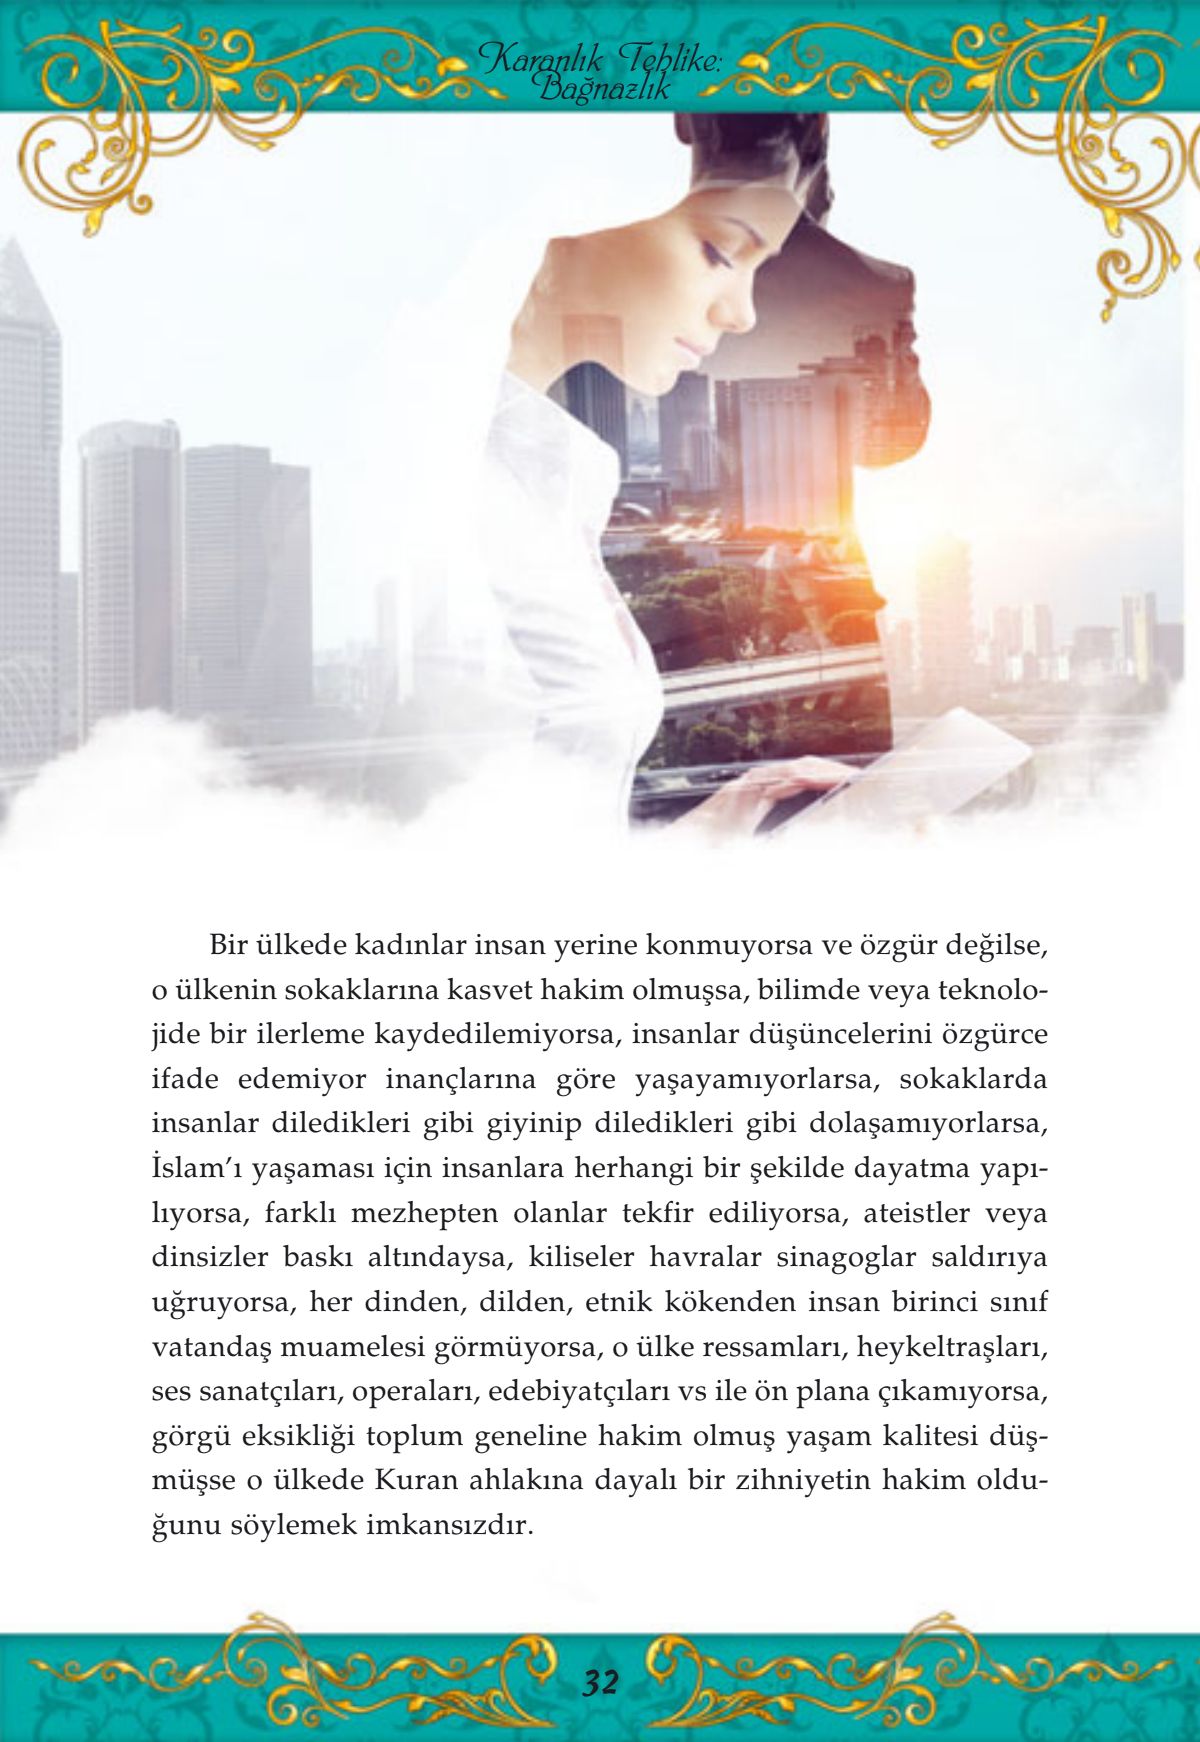 Karanlık Tehlike:
Bağnazlık
Bir ülkede kadınlar insan yerine konmuyorsa ve özgür değilse,
o ülkenin sokaklarına kasvet hakim olmuşsa, bilimde veya teknolo-
jide bir ilerleme kaydedilemiyorsa, insanlar düşüncelerini özgürce
ifade edemiyor inançlarına göre yaşayamıyorlarsa, sokaklarda
insanlar diledikleri gibi giyinip diledikleri gibi dolaşamıyorlarsa,
İslam’ı yaşaması için insanlara herhangi bir şekilde dayatma yapı-
lıyorsa, farklı mezhepten olanlar tekfir ediliyorsa, ateistler veya
dinsizler baskı altındaysa, kiliseler havralar sinagoglar saldırıya
uğruyorsa, her dinden, dilden, etnik kökenden insan birinci sınıf
vatandaş muamelesi görmüyorsa, o ülke ressamları, heykeltraşları,
ses sanatçıları, operaları, edebiyatçıları vs ile ön plana çıkamıyorsa,
görgü eksikliği toplum geneline hakim olmuş yaşam kalitesi düş-
müşse o ülkede Kuran ahlakına dayalı bir zihniyetin hakim oldu-
ğunu söylemek imkansızdır.
32